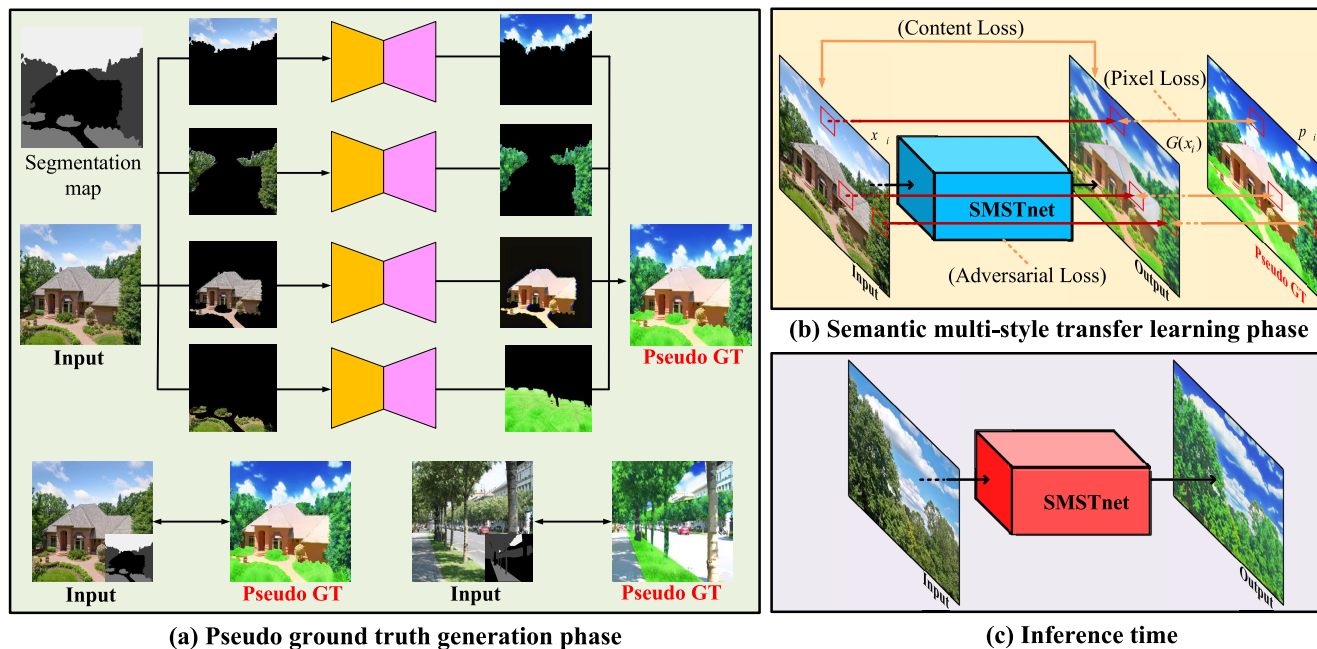 Segmentation
map
Input
Pseudo GT
Input
Pseudo GT
Input
Pseudo GT
(a) Pseudo ground truth generation phase
(Content Loss)
(Pixel Loss)
x i
G(xi)
p i
SMSTnet
(Adversarial Loss)
Input
Output
Pseudo GT
(b) Semantic multi-style transfer learning phase
SMSTnet
Input
Output
(c) Inference time